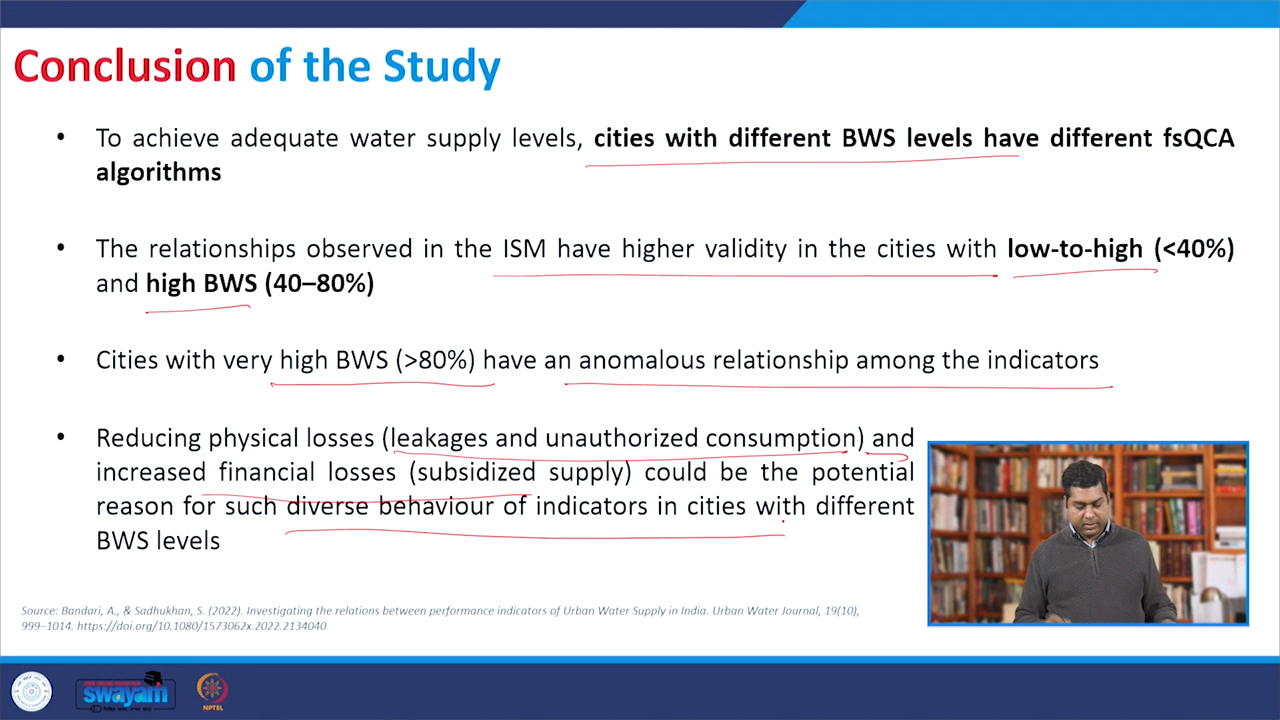 Conclusion of the Study
• To achieve adequate water supply levels, cities with different BWS levels have different fsQCA
algorithms
• The relationships observed in the ISM have higher validity in the cities with low-to-high (<40%)
and high BWS (40–80%)
• Cities with very high BWS (>80%) have an anomalous relationship among the indicators
• Reducing physical losses (leakages and unauthorized consumption) and
increased financial losses (subsidized supply) could be the potential
reason for such diverse behaviour of indicators in cities with different
BWS levels
Source: Bandari, A., & Sadhukhan, S. (2022). Investigating the relations between performance indicators of Urban Water Supply in India. Urban Water Journal, 19(10),
999–1014. https://doi.org/10.1080/1573062x.2022.2134040
swayam
NPTEL